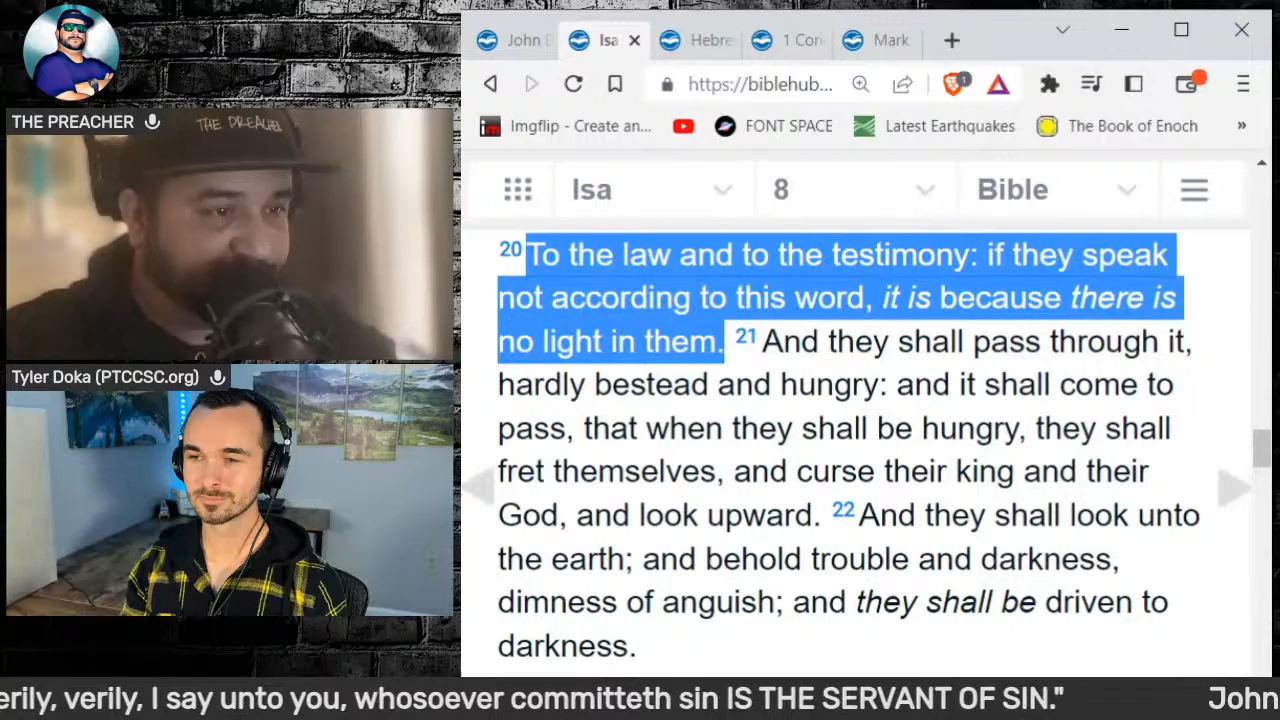 John 8
Isa
Hebre
1 Cor
Mark
https://biblehub...
1
Imgflip - Create an...
FONT SPACE
Latest Earthquakes
The Book of Enoch
»
Isa
8
Bible
THE PREACHER
THE PREACHER
20 To the law and to the testimony: if they speak
not according to this word, it is because there is
no light in them. 21 And they shall pass through it,
hardly bestead and hungry: and it shall come to
pass, that when they shall be hungry, they shall
fret themselves, and curse their king and their
God, and look upward. 22 And they shall look unto
the earth; and behold trouble and darkness,
dimness of anguish; and they shall be driven to
darkness.
Tyler Doka (PTCCSC.org)
erily, verily, I say unto you, whosoever committeth sin IS THE SERVANT OF SIN." John